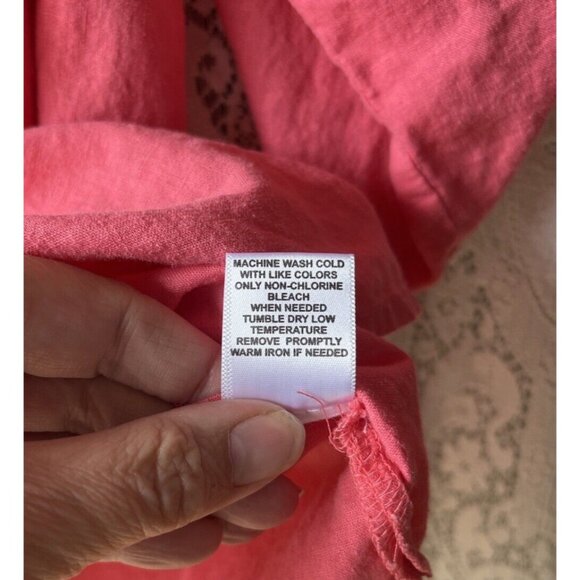 MACHINE WASH COLD
WITH LIKE COLORS
ONLY NON-CHLORINE
BLEACH
WHEN NEEDED
TUMBLE DRY LOW
TEMPERATURE
REMOVE PROMPTLY
WARM IRON IF NEEDED